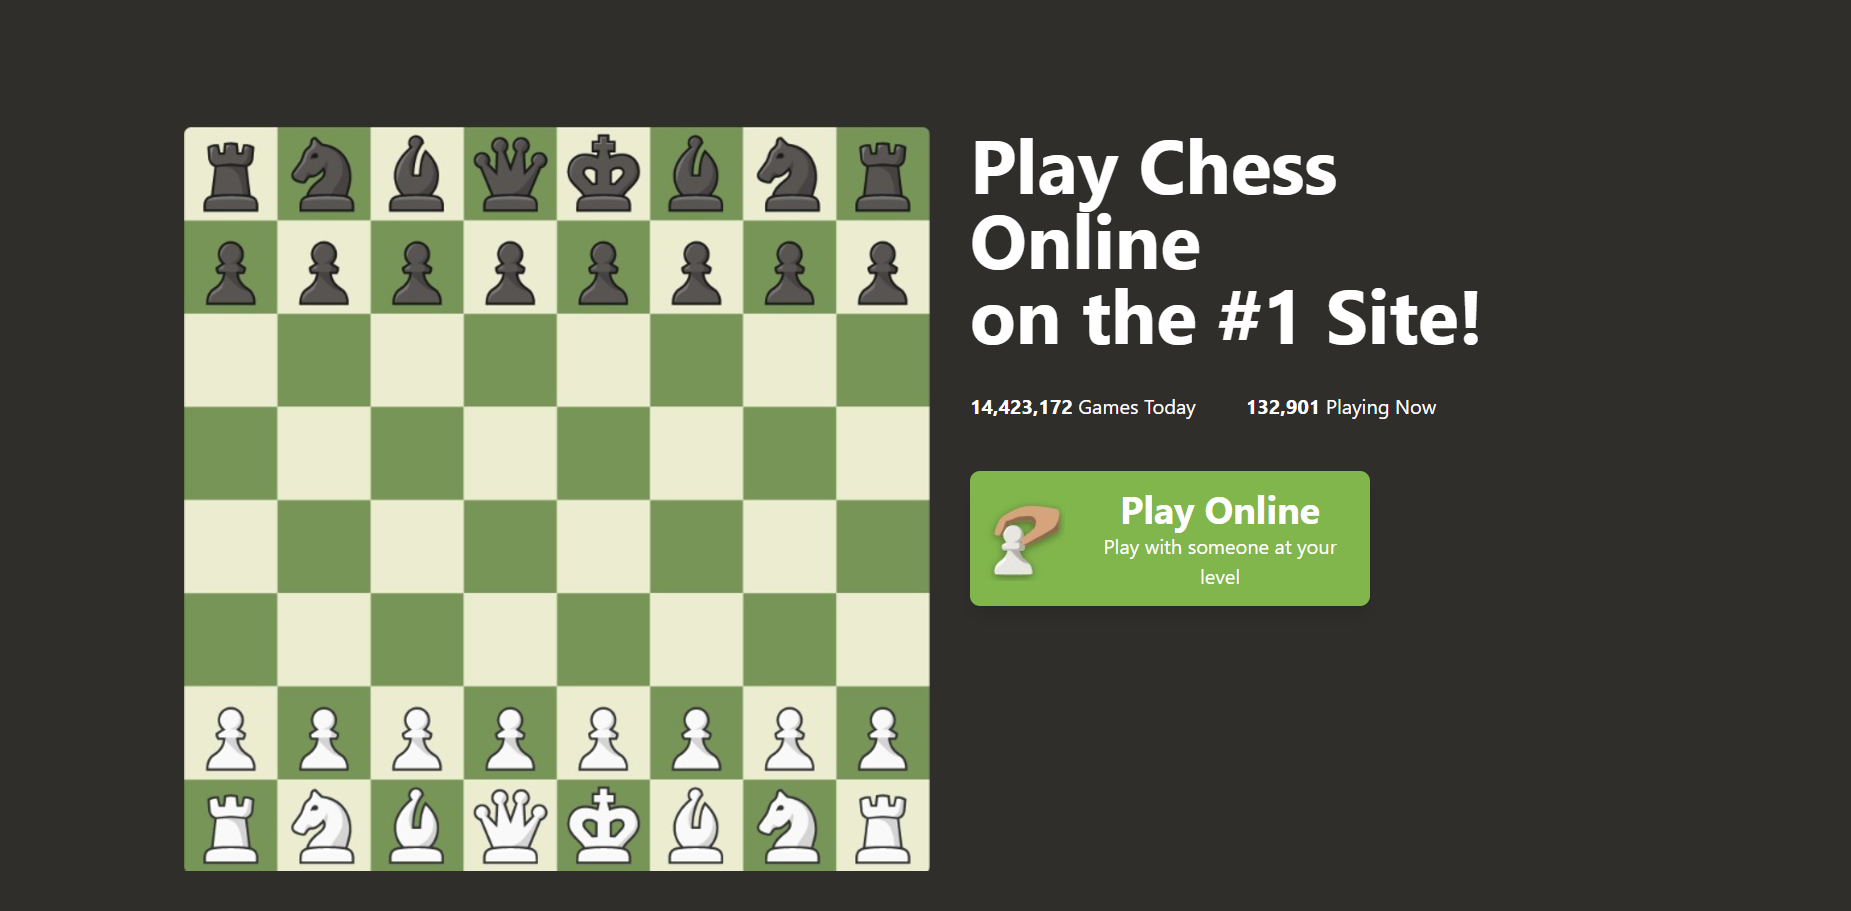 Play Chess
Online
on the #1 Site!
14,423,172 Games Today 132,901 Playing Now
Play Online
Play with someone at your
level